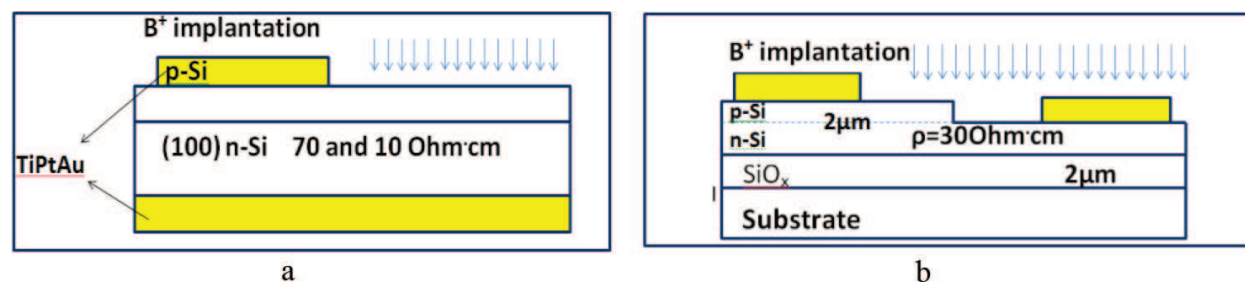 B⁺ implantation
p-Si
(100) n-Si 70 and 10 Ohm·cm
TiPtAu
a
B⁺ implantation
p-Si
2μm
n-Si
ρ=30Ohm·cm
SiOₓ
2μm
Substrate
b